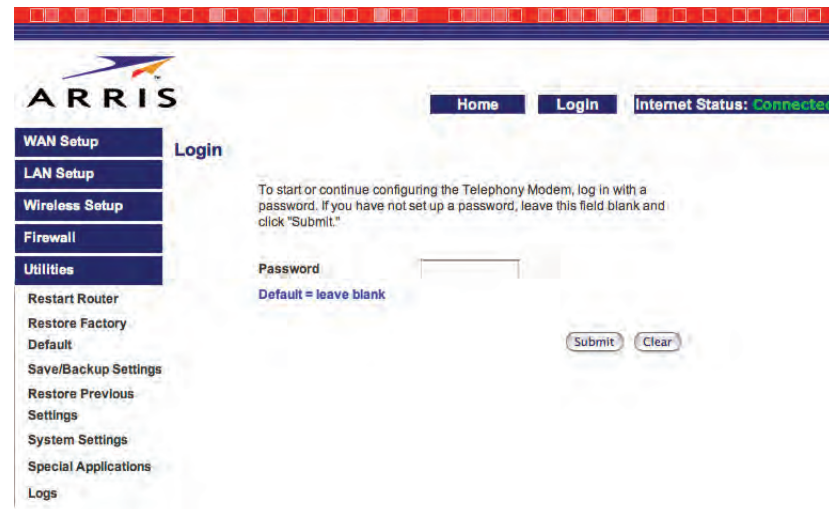 ARRIS
Home
Login
Internet Status: Connected
WAN Setup
LAN Setup
Wireless Setup
Firewall
Utilities
Restart Router
Restore Factory
Default
Save/Backup Settings
Restore Previous
Settings
System Settings
Special Applications
Logs
Login
To start or continue configuring the Telephony Modem, log in with a
password. If you have not set up a password, leave this field blank and
click "Submit."
Password
Default = leave blank
Submit
Clear